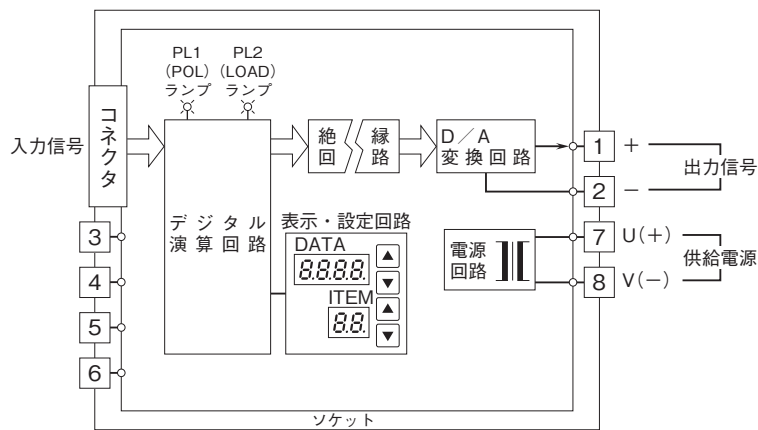 PL1
(POL)
ランプ
PL2
(LOAD)
ランプ
入力信号
コネクタ
デジタル
演算回路
絶縁
回路
D／A
変換回路
1 +
2 −
出力信号
表示・設定回路
DATA
8.8.8.8.
ITEM
8.8.
▲
▼
▲
▼
電源
回路
7 U(+)
8 V(−)
供給電源
3
4
5
6
ソケット